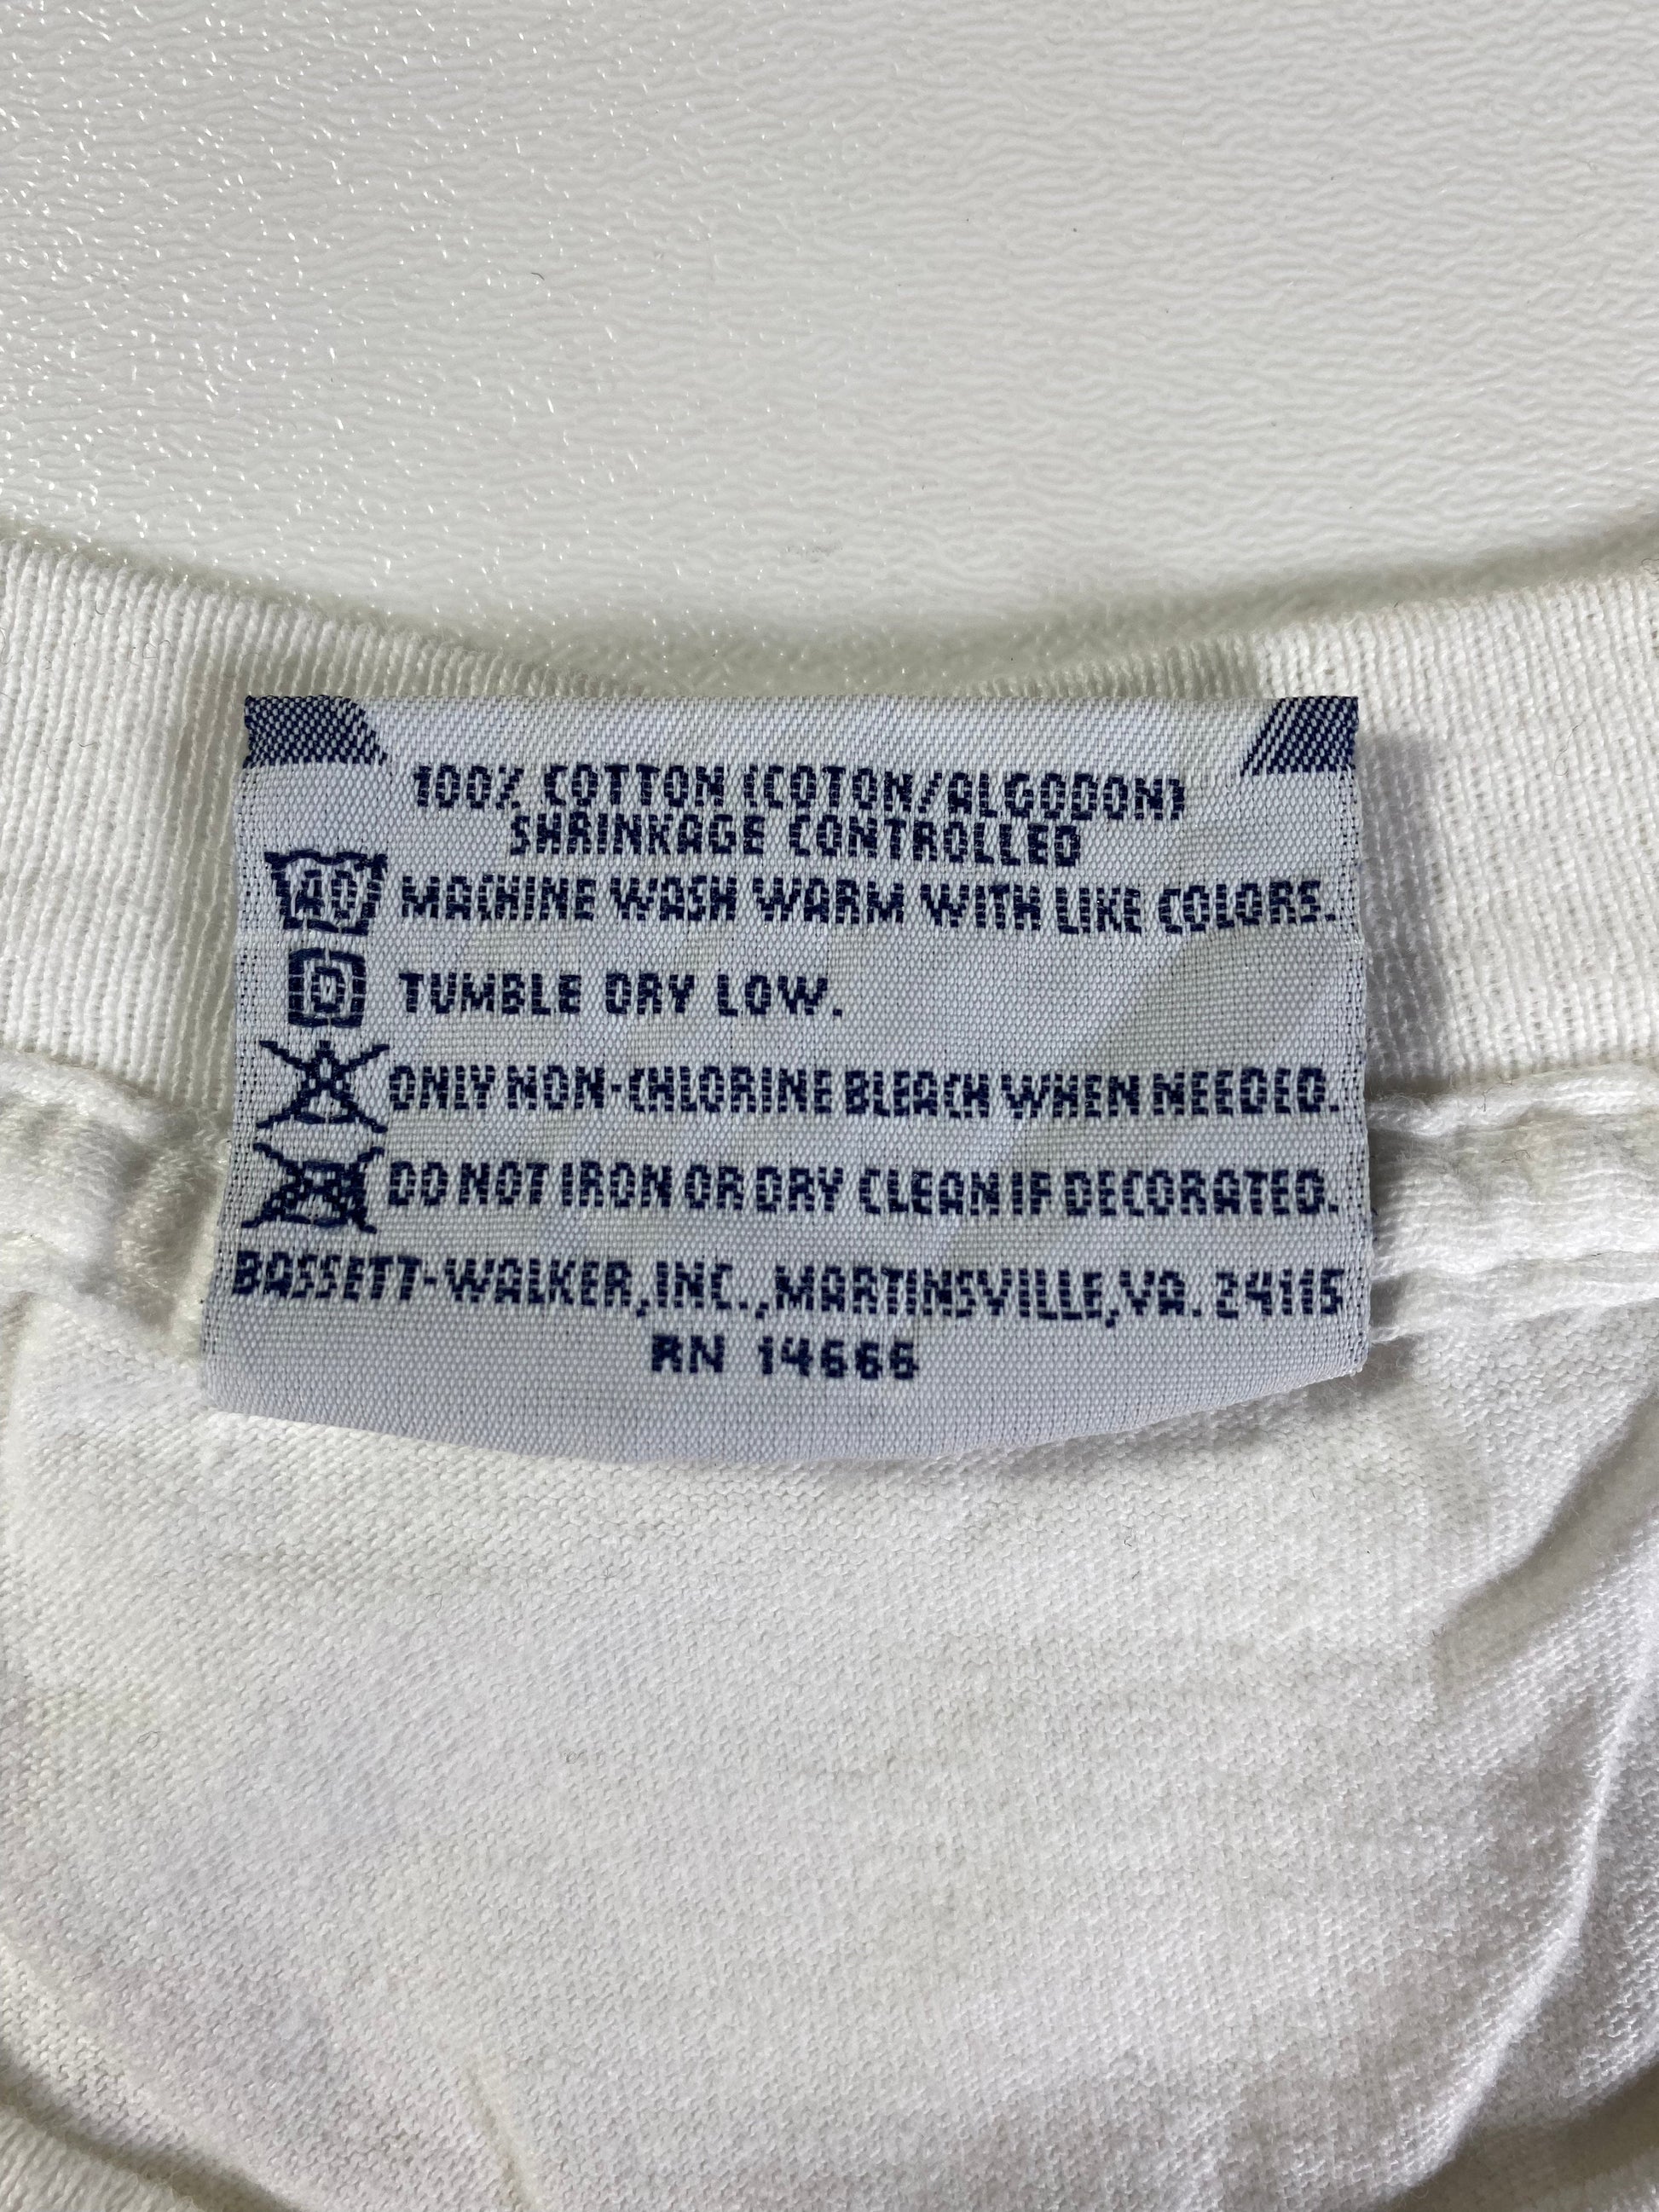 100% COTTON (COTON/ALGODON)
SHRINKAGE CONTROLLED
40 MACHINE WASH WARM WITH LIKE COLORS.
TUMBLE DRY LOW.
ONLY NON-CHLORINE BLEACH WHEN NEEDED.
DO NOT IRON OR DRY CLEAN IF DECORATED.
BASSETT-WALKER, INC., MARTINSVILLE, VA. 24115
RN 14666